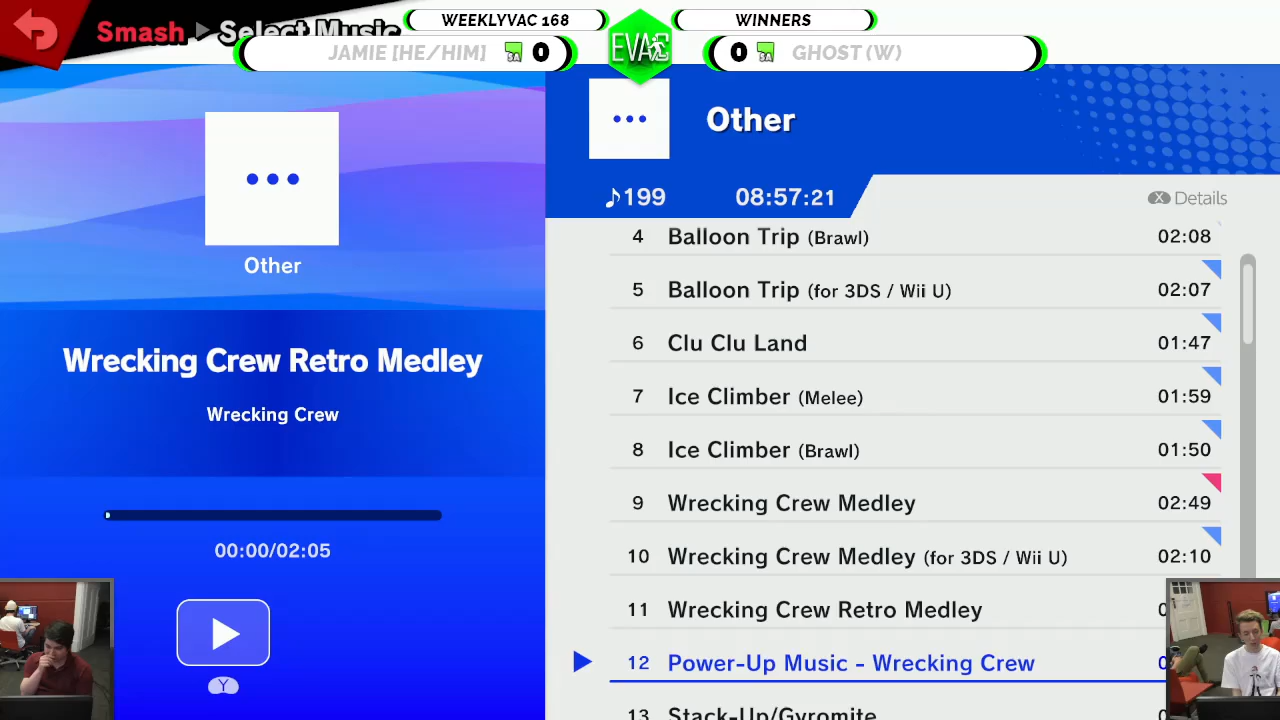 Smash ▶ Select Music
WEEKLYVAC 168
WINNERS
JAMIE [HE/HIM]
SA
0
EVAC
0
SA
GHOST (W)
Other
Wrecking Crew Retro Medley
Wrecking Crew
00:00/02:05
Y
Other
♪199
08:57:21
X Details
4 Balloon Trip (Brawl) 02:08
5 Balloon Trip (for 3DS / Wii U) 02:07
6 Clu Clu Land 01:47
7 Ice Climber (Melee) 01:59
8 Ice Climber (Brawl) 01:50
9 Wrecking Crew Medley 02:49
10 Wrecking Crew Medley (for 3DS / Wii U) 02:10
11 Wrecking Crew Retro Medley
12 Power-Up Music - Wrecking Crew
13 Stack-Up/Gyromite